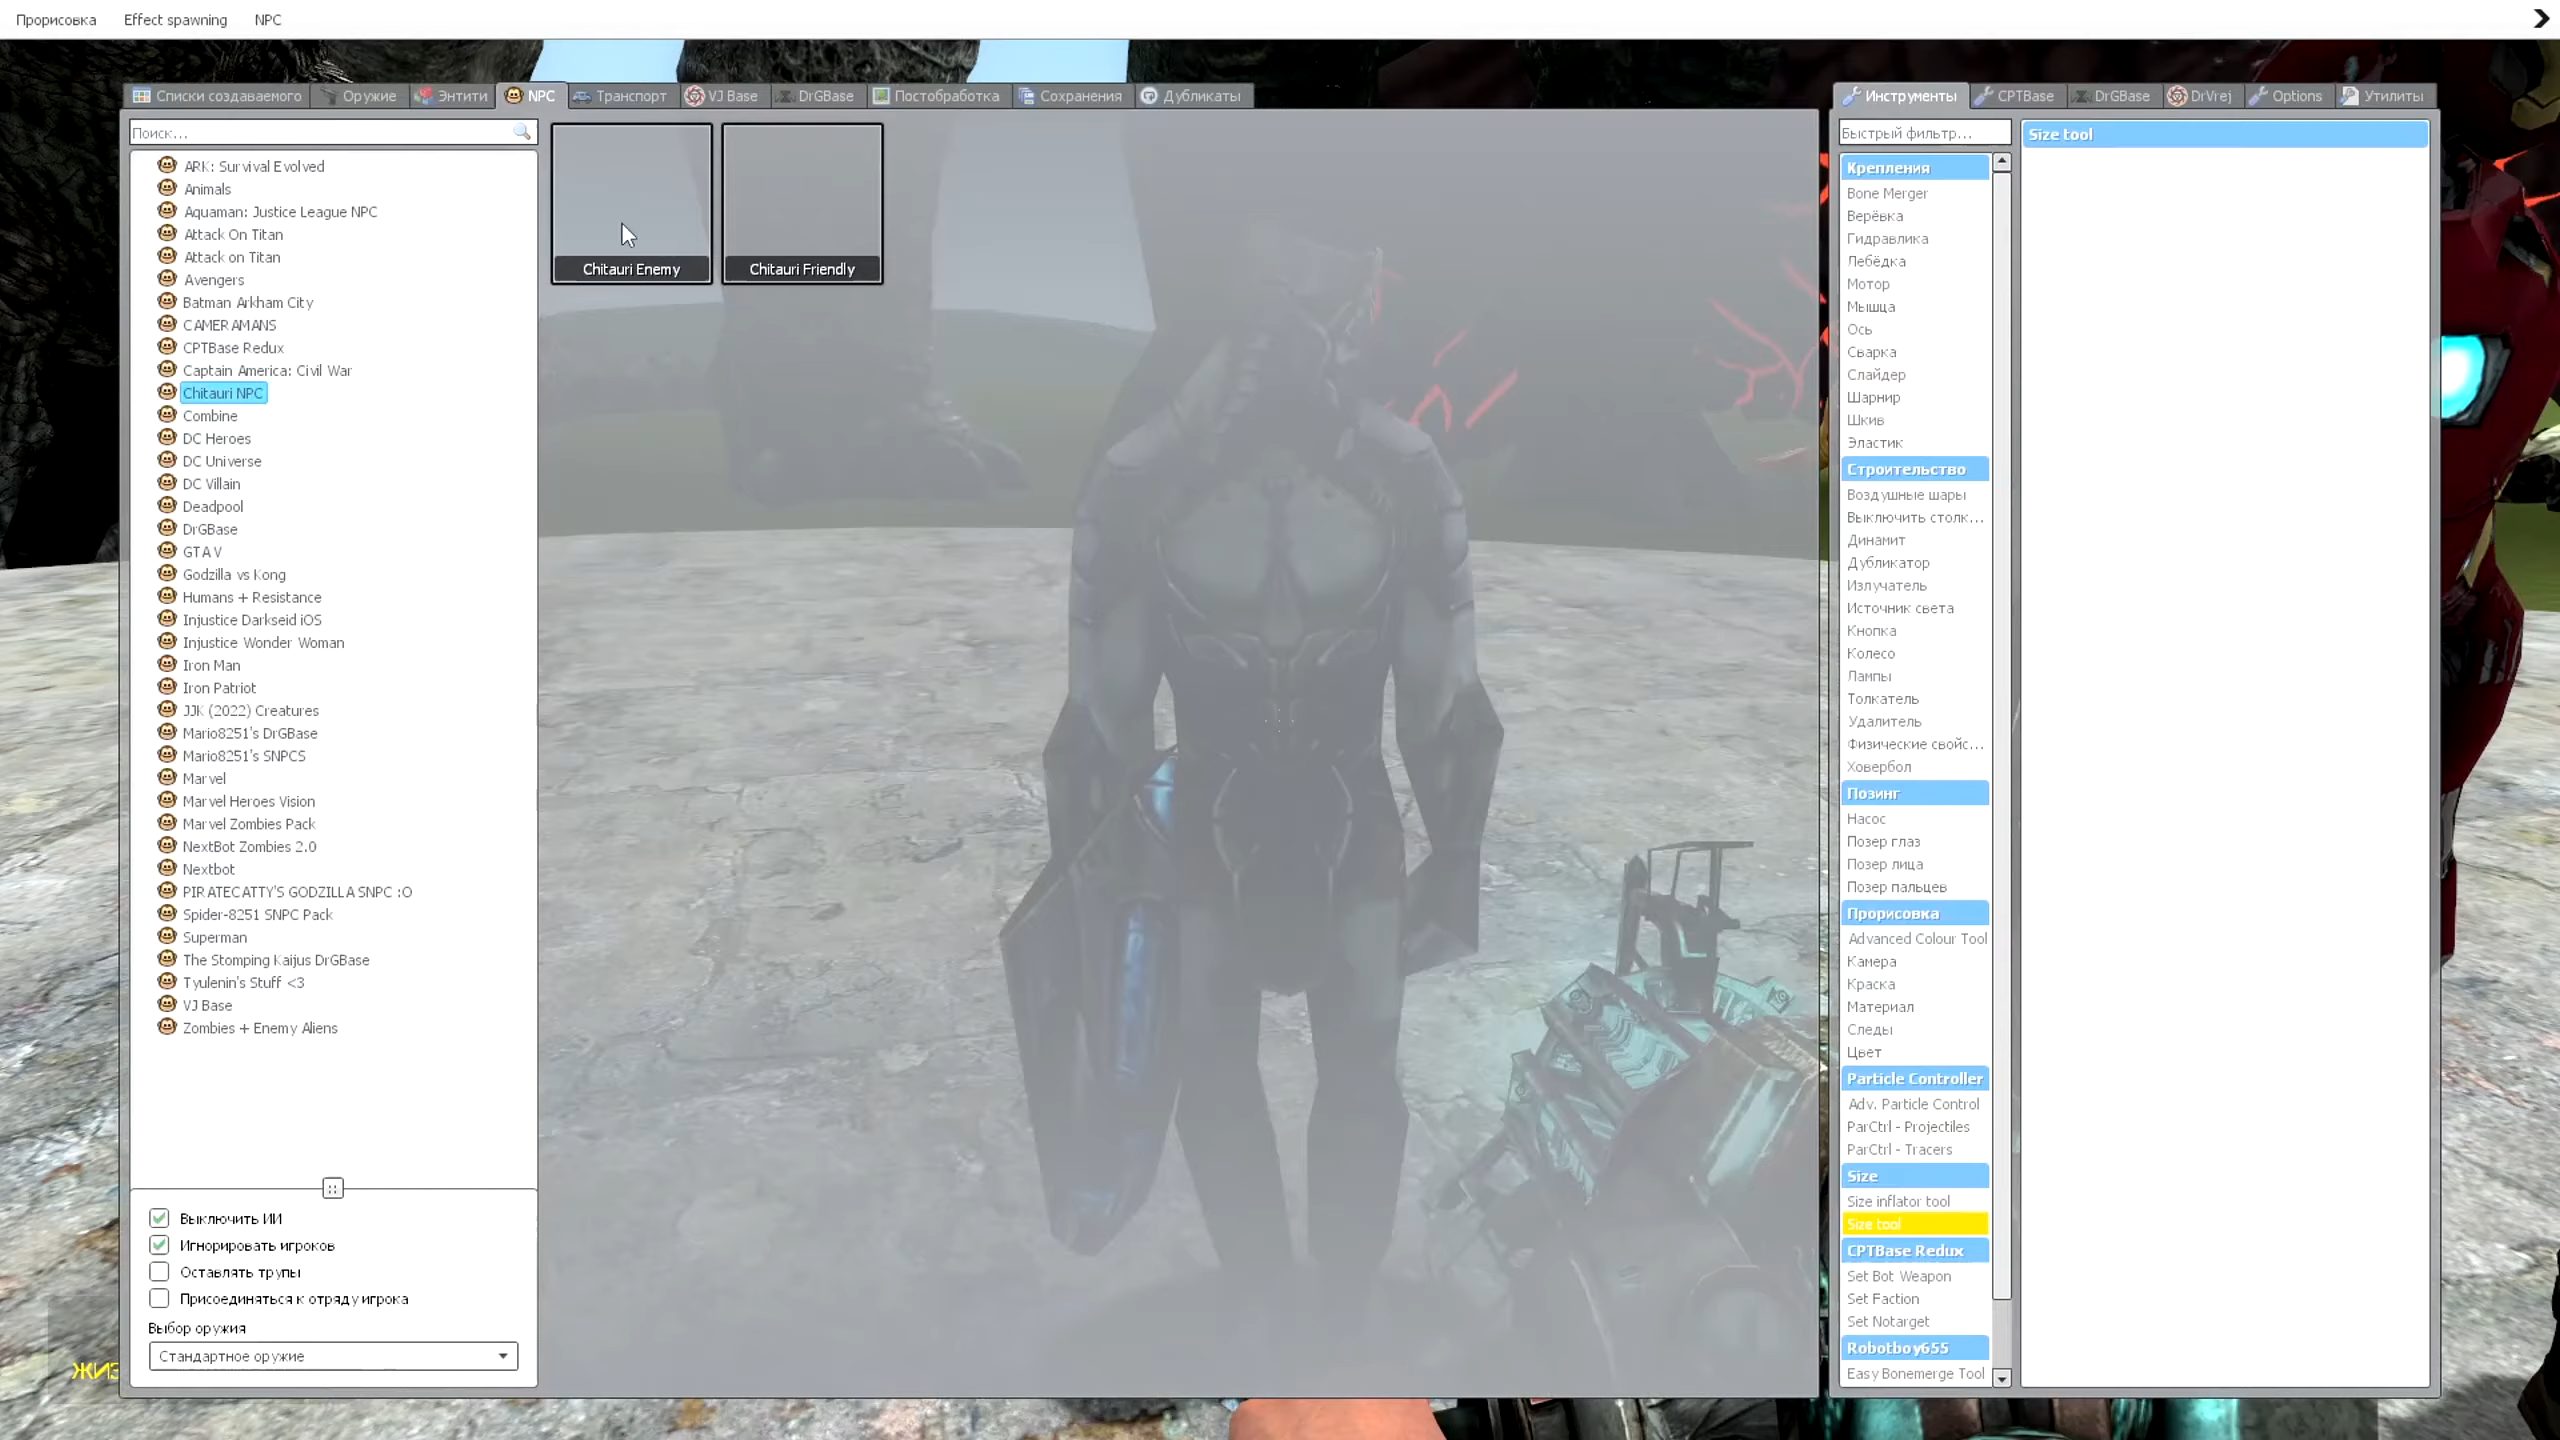 Прорисовка Effect spawning NPC
Списки создаваемого Оружие Энтити NPC Транспорт VJ Base DrGBase Постобработка Сохранения Дубликаты
Поиск...
ARK: Survival Evolved
Animals
Aquaman: Justice League NPC
Attack On Titan
Attack on Titan
Avengers
Batman Arkham City
CAMERAMANS
CPTBase Redux
Captain America: Civil War
Chitauri NPC
Combine
DC Heroes
DC Universe
DC Villain
Deadpool
DrGBase
GTA V
Godzilla vs Kong
Humans + Resistance
Injustice Darkseid iOS
Injustice Wonder Woman
Iron Man
Iron Patriot
JJK (2022) Creatures
Mario8251's DrGBase
Mario8251's SNPCS
Marvel
Marvel Heroes Vision
Marvel Zombies Pack
NextBot Zombies 2.0
Nextbot
PIRATECATTY'S GODZILLA SNPC :O
Spider-8251 SNPC Pack
Superman
The Stomping Kaijus DrGBase
Tyulenin's Stuff <3
VJ Base
Zombies + Enemy Aliens
Выключить ИИ
Игнорировать игроков
Оставлять трупы
Присоединяться к отряду игрока
Выбор оружия
Стандартное оружие
Chitauri Enemy Chitauri Friendly
Инструменты CPTBase DrGBase DrVrej Options Утилиты
Быстрый фильтр...
Крепления
Bone Merger
Верёвка
Гидравлика
Лебёдка
Мотор
Мышца
Ось
Сварка
Слайдер
Шарнир
Шкив
Эластик
Строительство
Воздушные шары
Выключить столк...
Динамит
Дубликатор
Излучатель
Источник света
Кнопка
Колесо
Лампы
Толкатель
Удалитель
Физические свойс...
Ховербол
Позинг
Насос
Позер глаз
Позер лица
Позер пальцев
Прорисовка
Advanced Colour Tool
Камера
Краска
Материал
Следы
Цвет
Particle Controller
Adv. Particle Control
ParCtrl - Projectiles
ParCtrl - Tracers
Size
Size inflator tool
Size tool
CPTBase Redux
Set Bot Weapon
Set Faction
Set Notarget
Robotboy655
Easy Bonemerge Tool
Size tool